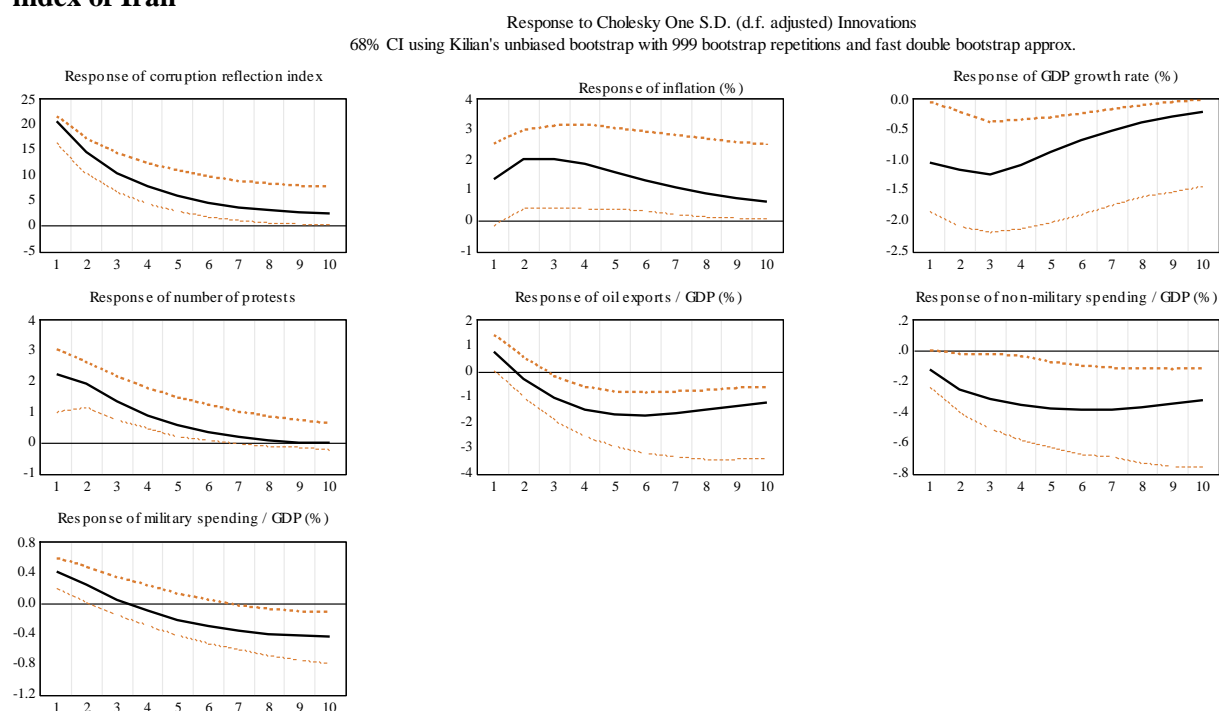 index of Iran
Response to Cholesky One S.D. (d.f. adjusted) Innovations
68% CI using Kilian's unbiased bootstrap with 999 bootstrap repetitions and fast double bootstrap approx.
Response of corruption reflection index
25
20
15
10
5
0
-5
1 2 3 4 5 6 7 8 9 10
Response of inflation (%)
4
3
2
1
0
-1
1 2 3 4 5 6 7 8 9 10
Response of GDP growth rate (%)
0.0
-0.5
-1.0
-1.5
-2.0
-2.5
1 2 3 4 5 6 7 8 9 10
Response of number of protests
4
3
2
1
0
-1
1 2 3 4 5 6 7 8 9 10
Response of oil exports / GDP (%)
2
1
0
-1
-2
-3
-4
1 2 3 4 5 6 7 8 9 10
Response of non-military spending / GDP (%)
.2
.0
-.2
-.4
-.6
-.8
1 2 3 4 5 6 7 8 9 10
Response of military spending / GDP (%)
0.8
0.4
0.0
-0.4
-0.8
-1.2
1 2 3 4 5 6 7 8 9 10